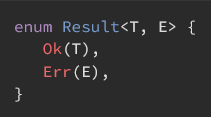 enum Result<T, E> {
    Ok(T),
    Err(E),
}